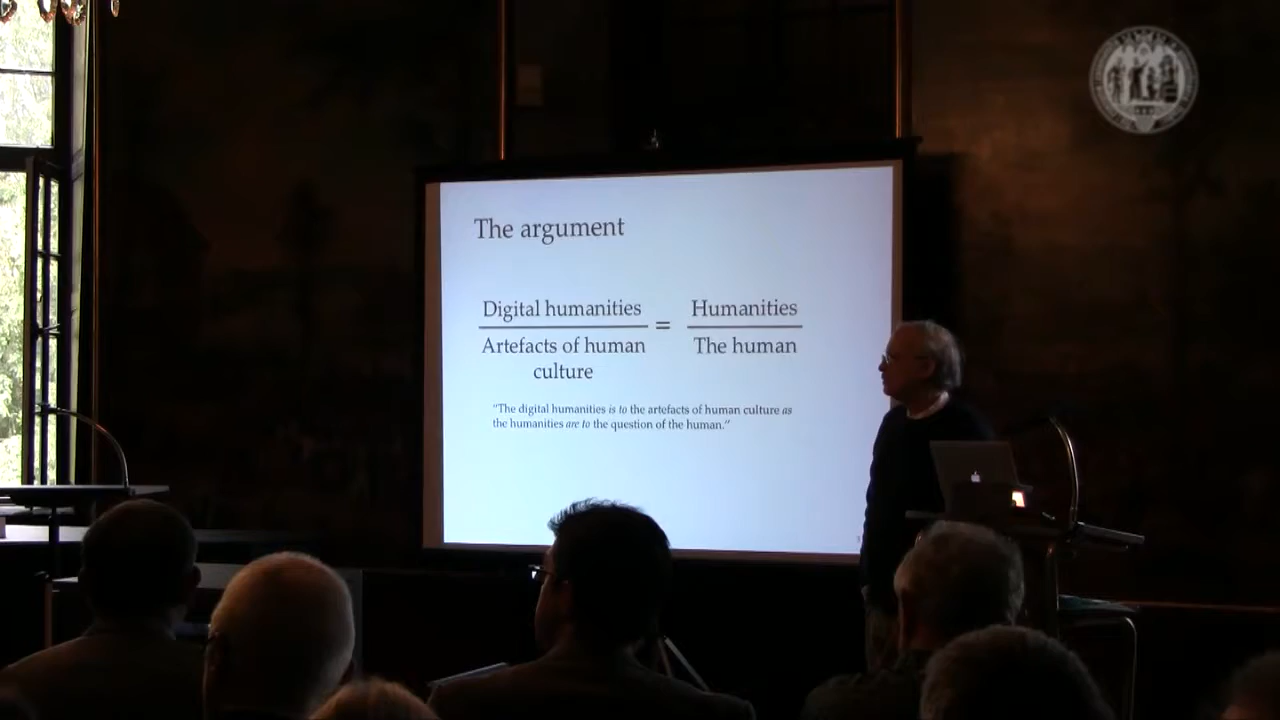 The argument
Digital humanities
Artefacts of human
culture
=
Humanities
The human
"The digital humanities is to the artefacts of human culture as
the humanities are to the question of the human."